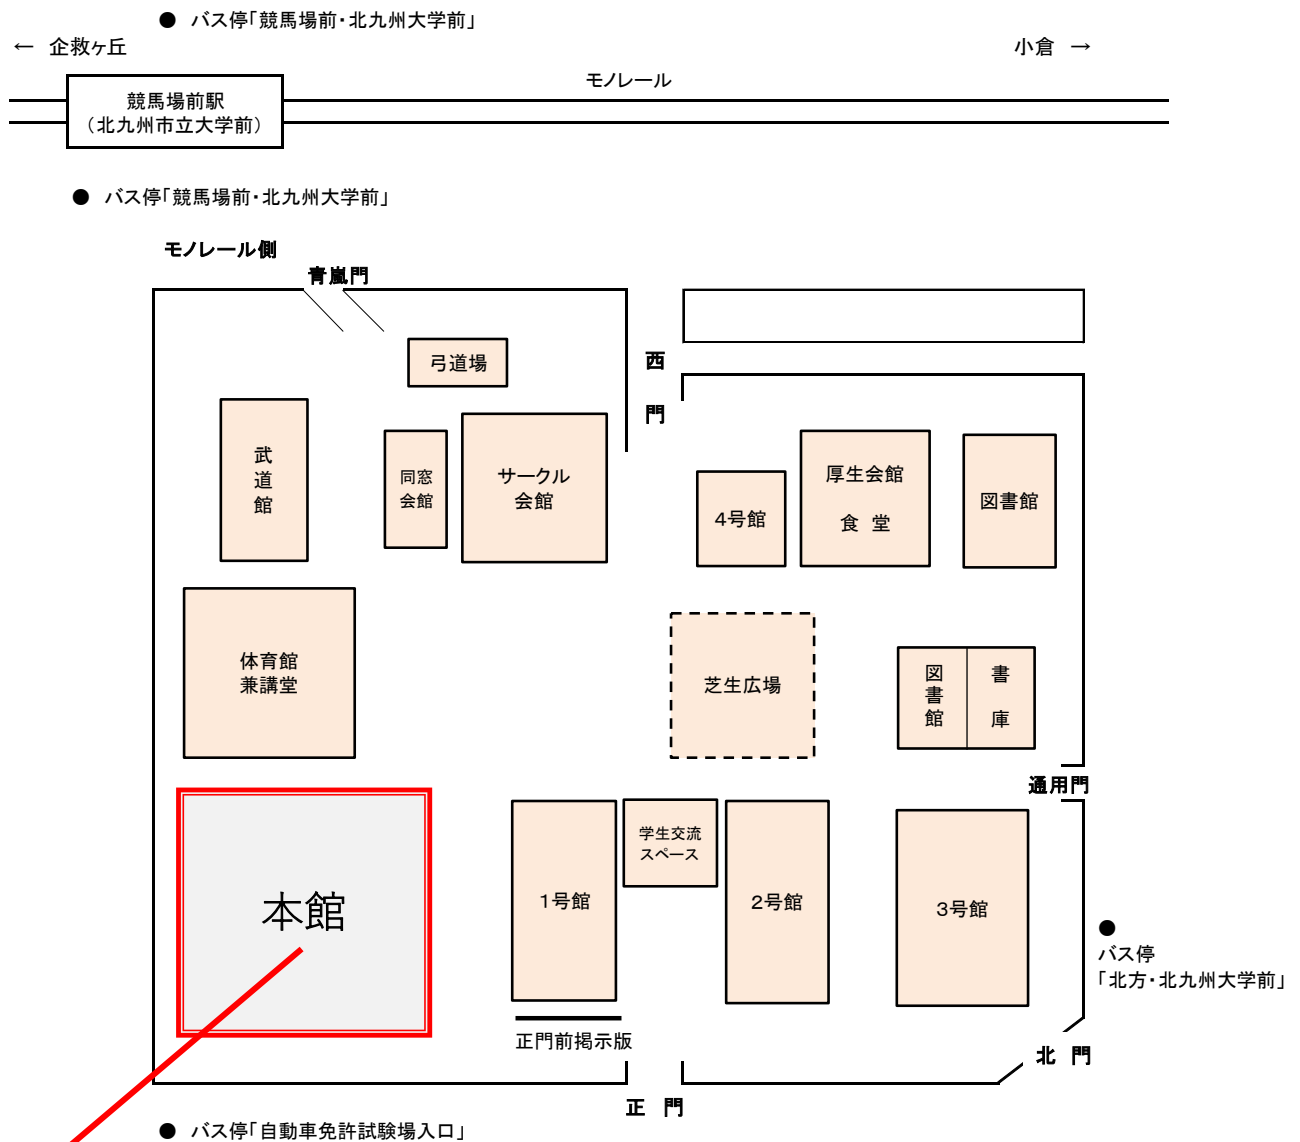 ● バス停「競馬場前・北九州大学前」
← 企救ヶ丘
小倉 →
モノレール
競馬場前駅
（北九州市立大学前）
● バス停「競馬場前・北九州大学前」
モノレール側
青嵐門
弓道場
西
門
武
道
館
同窓
会館
サークル
会館
4号館
厚生会館
食 堂
図書館
体育館
兼講堂
芝生広場
図
書
館
書
庫
通用門
本館
1号館
学生交流
スペース
2号館
3号館
●
バス停
「北方・北九州大学前」
正門前掲示版
北 門
正 門
● バス停「自動車免許試験場入口」